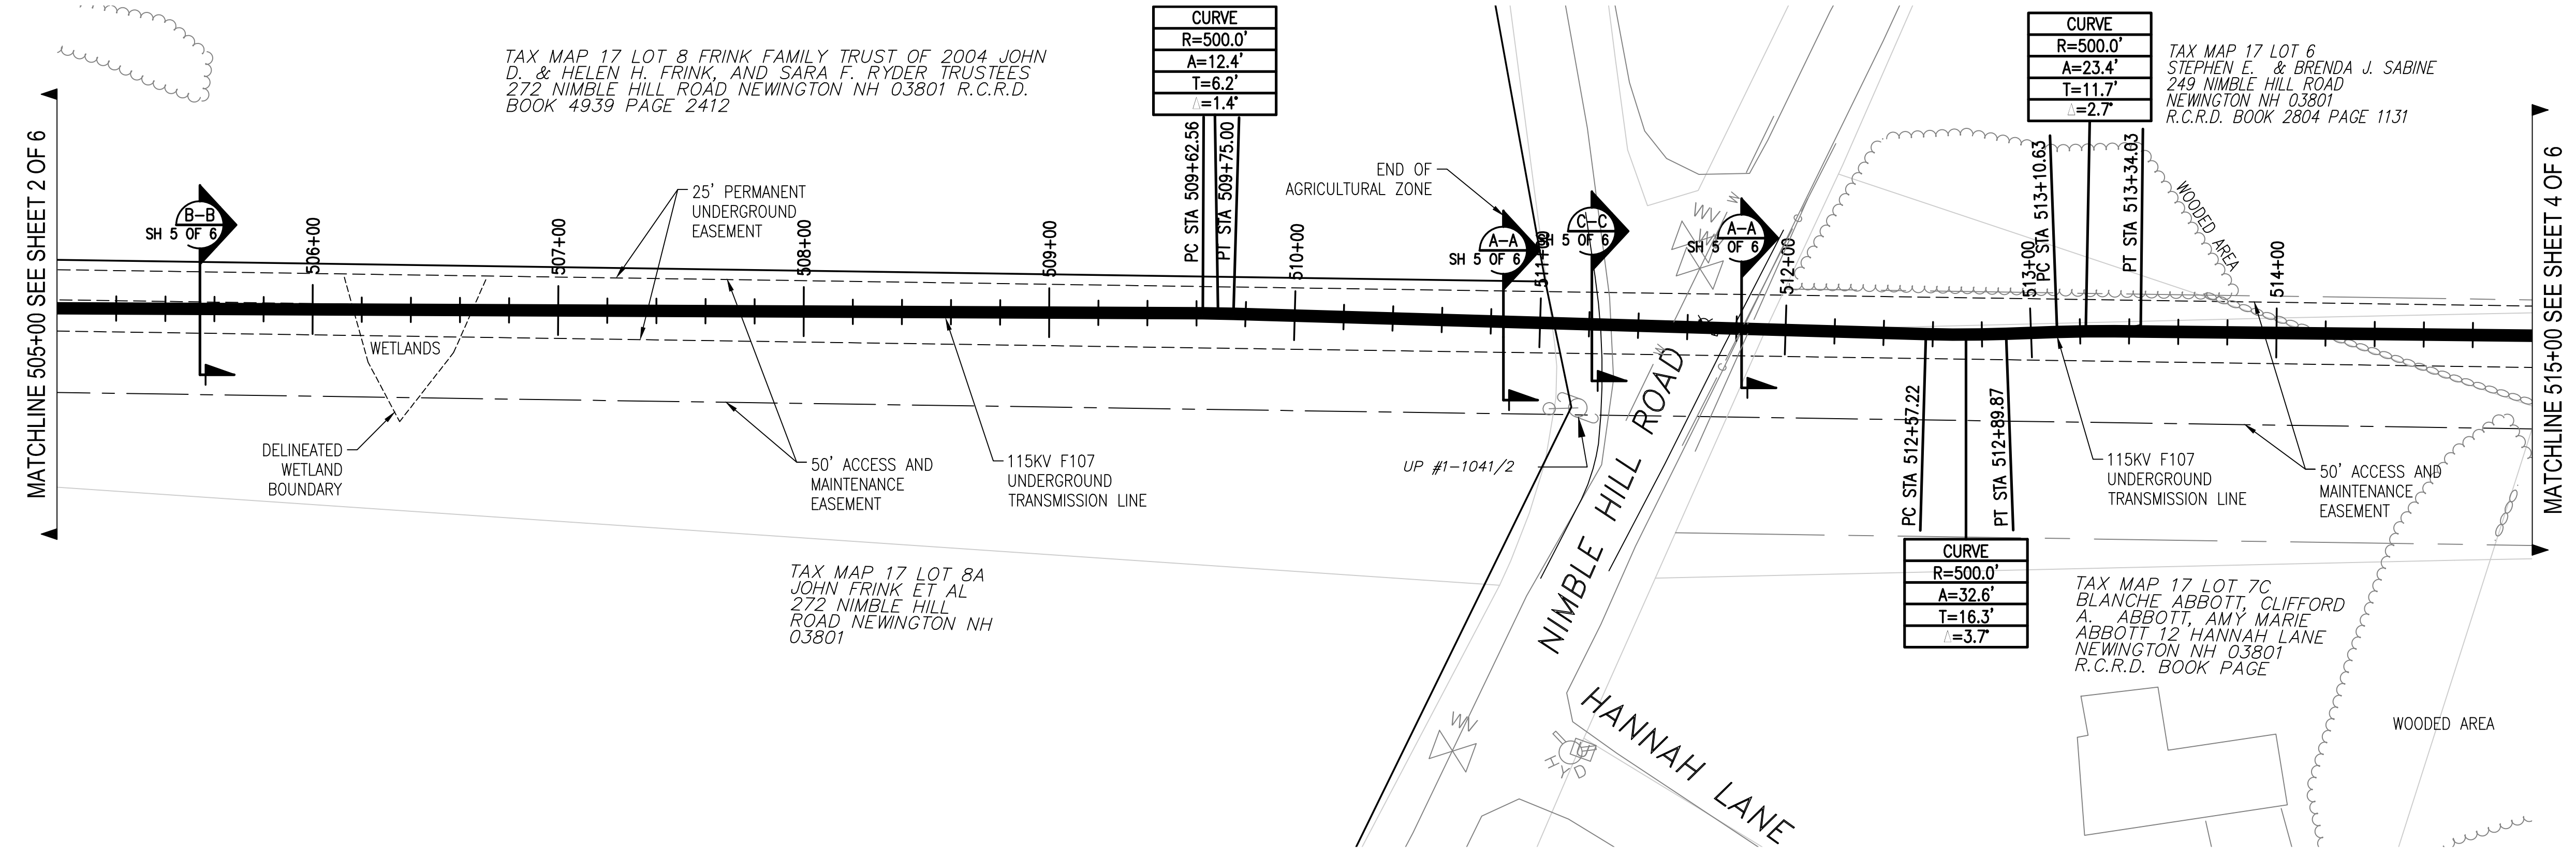 MATCHLINE 505+00 SEE SHEET 2 OF 6
TAX MAP 17 LOT 8 FRINK FAMILY TRUST OF 2004 JOHN
D. & HELEN H. FRINK, AND SARA F. RYDER TRUSTEES
272 NIMBLE HILL ROAD NEWINGTON NH 03801 R.C.R.D.
BOOK 4939 PAGE 2412
CURVE
R=500.0'
A=12.4'
T=6.2'
Δ=1.4°
PC STA 509+62.56
PT STA 509+75.00
CURVE
R=500.0'
A=23.4'
T=11.7'
Δ=2.7°
PC STA 513+10.63
PT STA 513+34.03
TAX MAP 17 LOT 6
STEPHEN E. & BRENDA J. SABINE
249 NIMBLE HILL ROAD
NEWINGTON NH 03801
R.C.R.D. BOOK 2804 PAGE 1131
END OF
AGRICULTURAL ZONE
25' PERMANENT
UNDERGROUND
EASEMENT
WOODED AREA
B-B
SH 5 OF 6
A-A
SH 5 OF 6
C-C
SH 5 OF 6
A-A
SH 5 OF 6
506+00
507+00
508+00
509+00
510+00
511+00
512+00
513+00
514+00
W
W
W
WV
G
G
WETLANDS
DELINEATED
WETLAND
BOUNDARY
50' ACCESS AND
MAINTENANCE
EASEMENT
115KV F107
UNDERGROUND
TRANSMISSION LINE
UP #1-1041/2
NIMBLE HILL ROAD
PC STA 512+57.22
PT STA 512+89.87
CURVE
R=500.0'
A=32.6'
T=16.3'
Δ=3.7°
115KV F107
UNDERGROUND
TRANSMISSION LINE
50' ACCESS AND
MAINTENANCE
EASEMENT
TAX MAP 17 LOT 8A
JOHN FRINK ET AL
272 NIMBLE HILL
ROAD NEWINGTON NH
03801
TAX MAP 17 LOT 7C
BLANCHE ABBOTT, CLIFFORD
A. ABBOTT, AMY MARIE
ABBOTT 12 HANNAH LANE
NEWINGTON NH 03801
R.C.R.D. BOOK PAGE
WV
HYD
HANNAH LANE
WOODED AREA
MATCHLINE 515+00 SEE SHEET 4 OF 6